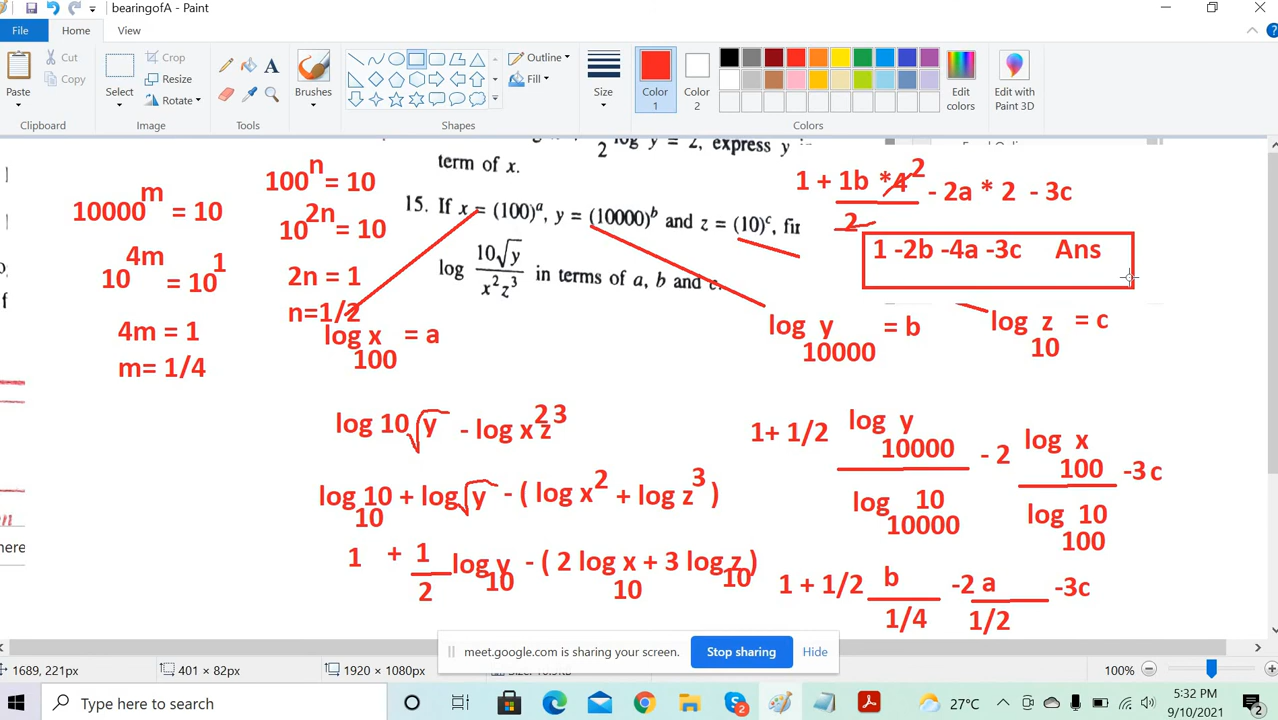 bearingofA - Paint
File Home View
Paste Cut Copy Clipboard
Select Crop Resize Rotate Image
Tools
Brushes
Shapes
Outline Fill
Size
Color 1 Color 2
Edit colors
Edit with Paint 3D
Colors
2 log y = 2, express y in
term of x.
15. If x = (100)^a, y = (10000)^b and z = (10)^c, fir
log 10√y / x²z³ in terms of a, b and c.
10000^m = 10
10^4m = 10^1
4m = 1
m= 1/4
100^n = 10
10^2n = 10
2n = 1
n=1/2
log x 100 = a
log y 10000 = b
log z 10 = c
1 + 1b *4 2 / 2 - 2a * 2 - 3c
1 -2b -4a -3c Ans
log 10√y - log x²z³
log 10 10 + log√y - ( log x² + log z³ )
1 + 1/2 log y 10 - ( 2 log x 10 + 3 log z 10 )
1+ 1/2 log y 10000 / log 10 10000 - 2 log x 100 / log 10 100 -3c
1 + 1/2 b / 1/4 -2 a / 1/2 -3c
meet.google.com is sharing your screen. Stop sharing Hide
1689, 221px 401 × 82px 1920 × 1080px 100%
Type here to search
27°C
5:32 PM
9/10/2021